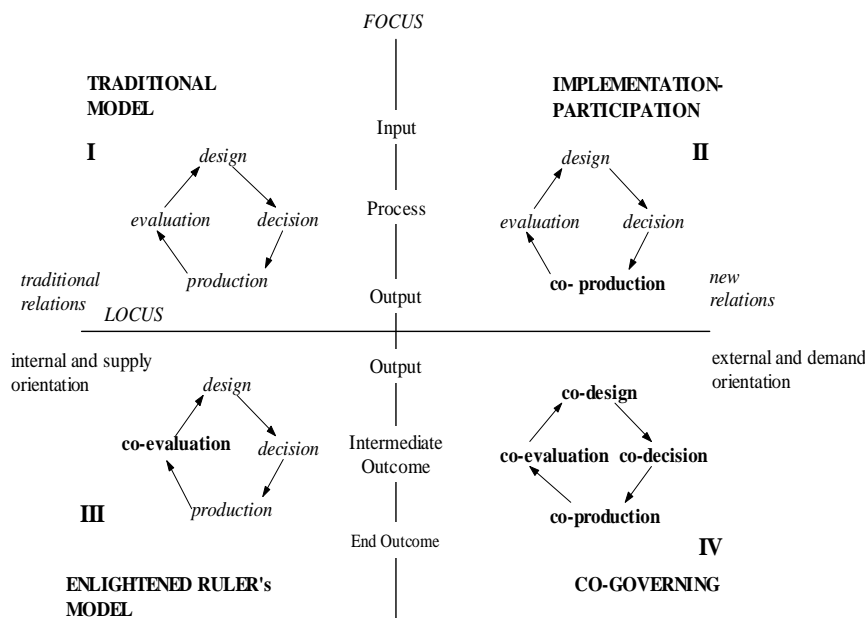 FOCUS
TRADITIONAL
MODEL
I
design
evaluation
decision
production
traditional
relations
LOCUS
Input
Process
Output
IMPLEMENTATION-
PARTICIPATION
II
design
evaluation
decision
co- production
new
relations
internal and supply
orientation
design
co-evaluation
decision
production
III
ENLIGHTENED RULER's
MODEL
Output
Intermediate
Outcome
End Outcome
external and demand
orientation
co-design
co-evaluation
co-decision
co-production
IV
CO-GOVERNING